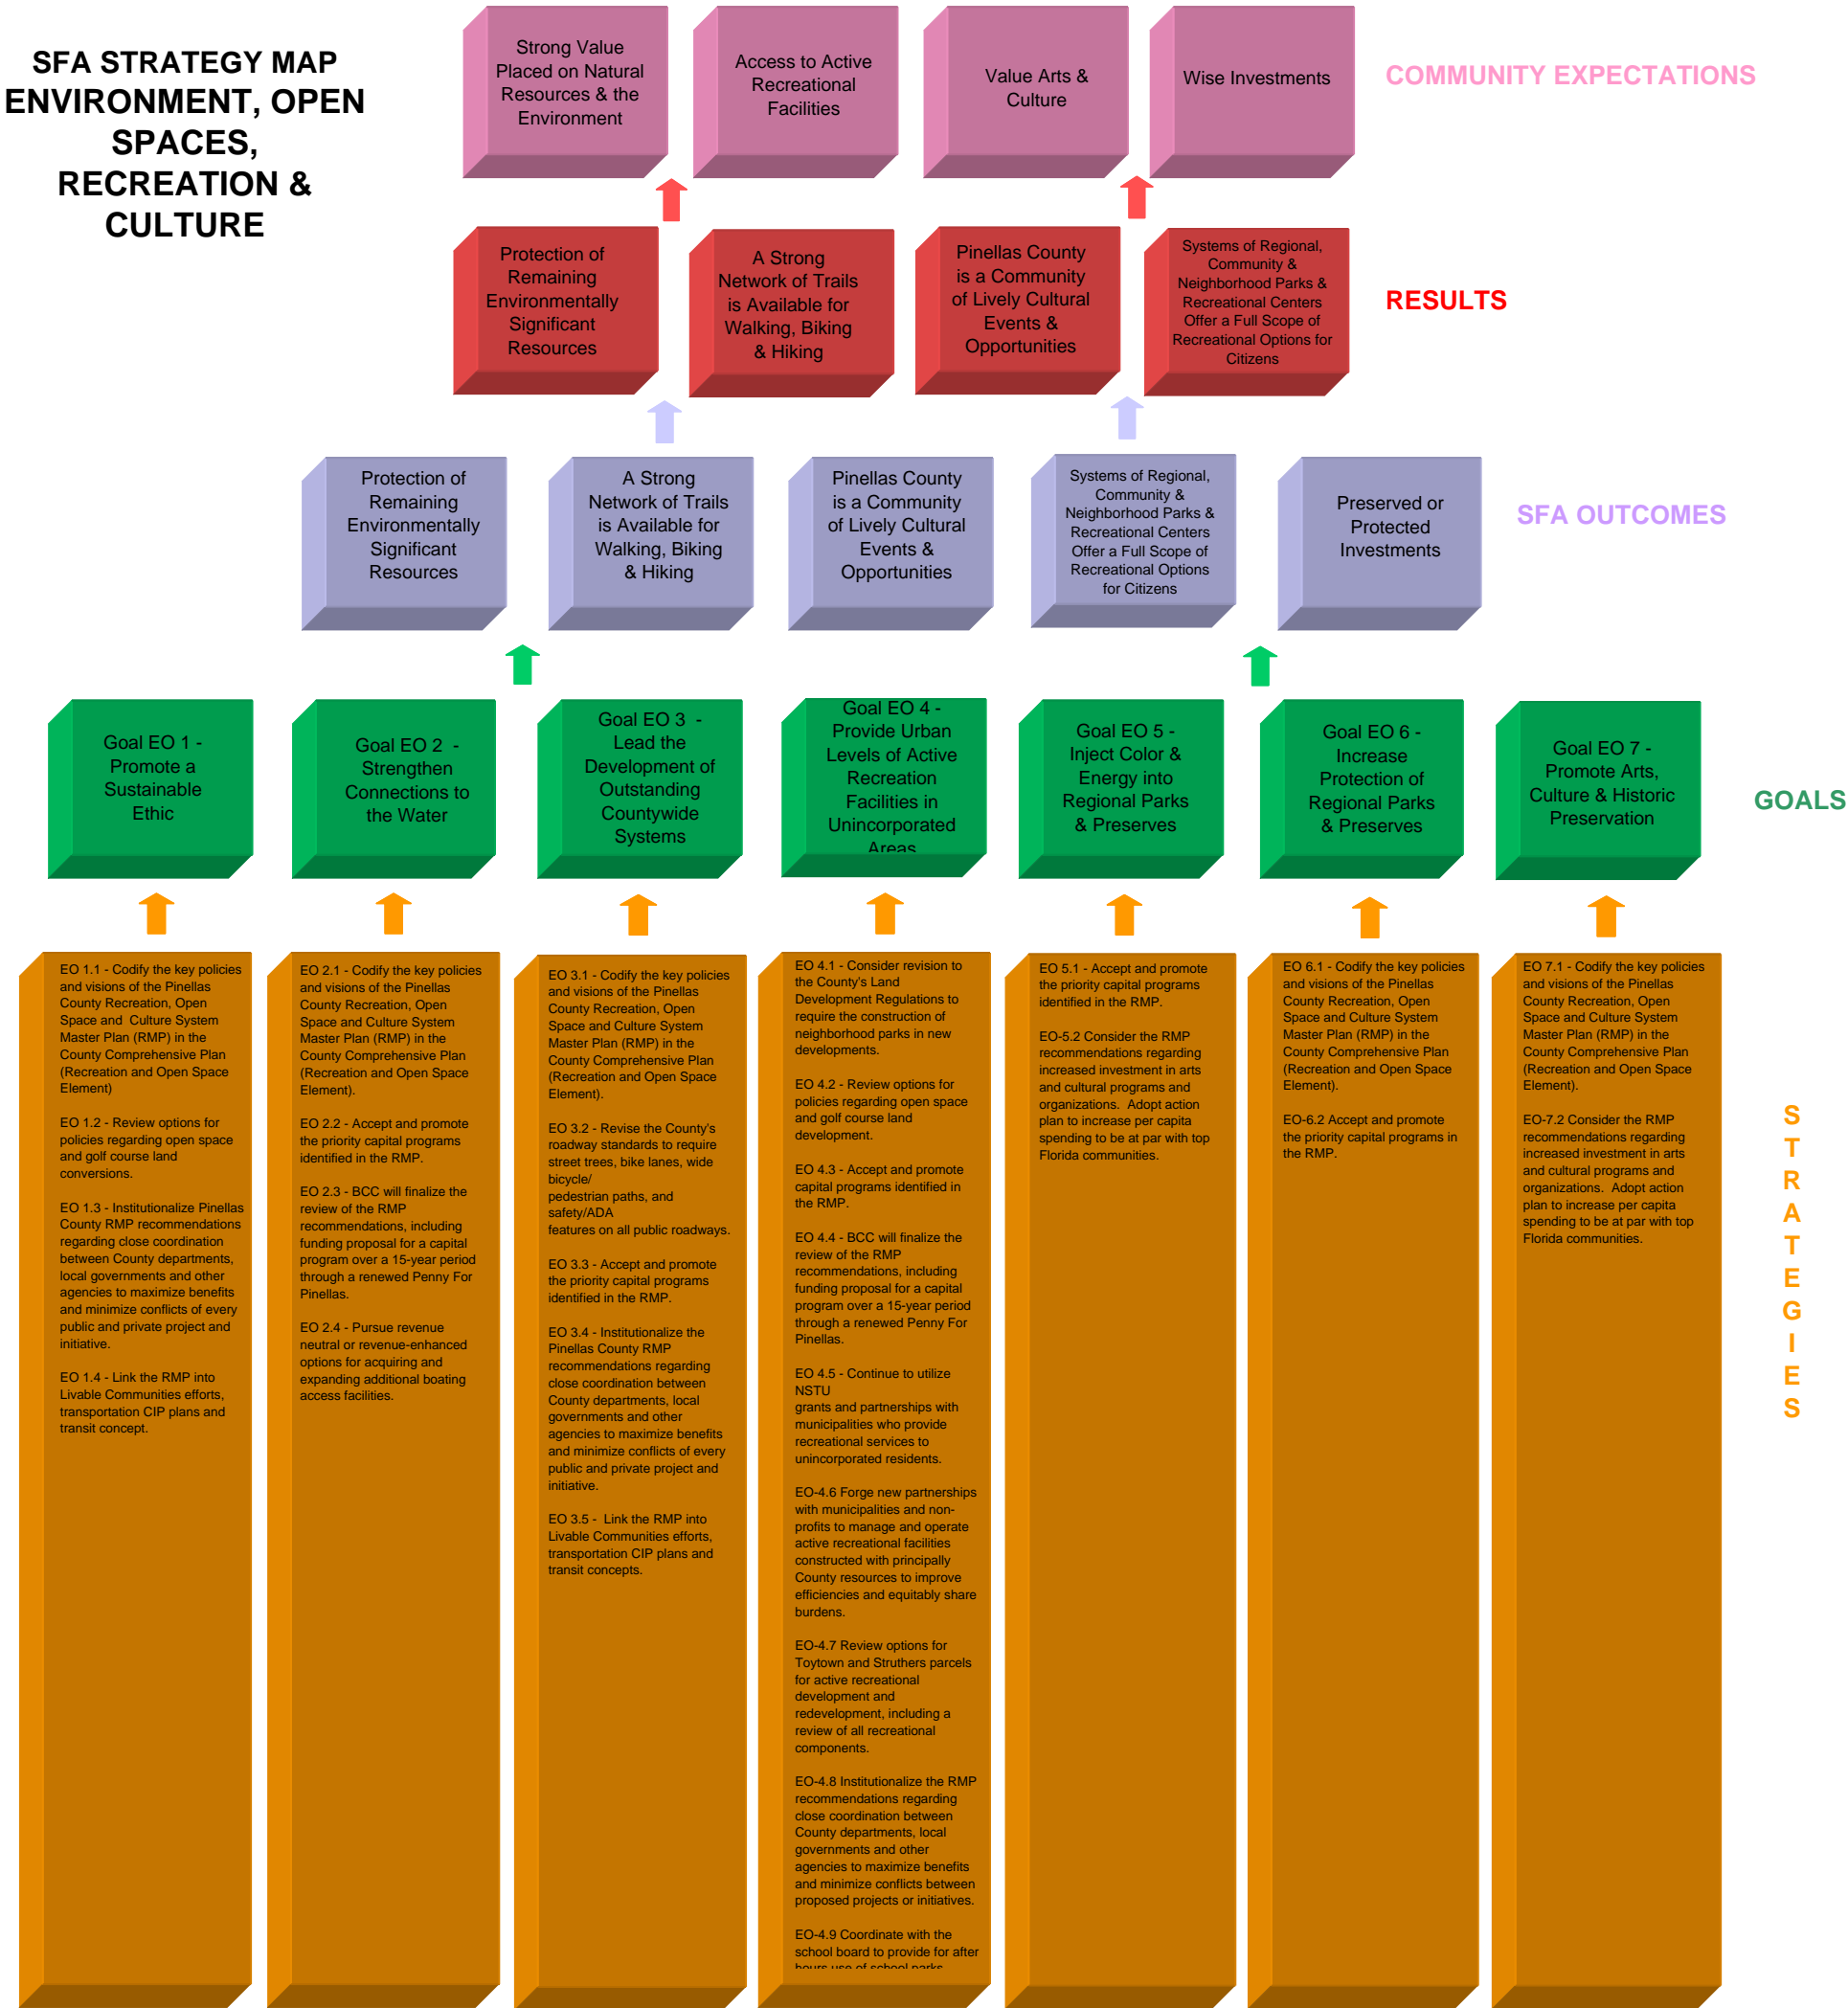 SFA STRATEGY MAP
ENVIRONMENT, OPEN
SPACES,
RECREATION &
CULTURE
Strong Value
Placed on Natural
Resources & the
Environment
Access to Active
Recreational
Facilities
Value Arts &
Culture
Wise Investments
COMMUNITY EXPECTATIONS
Protection of
Remaining
Environmentally
Significant
Resources
A Strong
Network of Trails
is Available for
Walking, Biking
& Hiking
Pinellas County
is a Community
of Lively Cultural
Events &
Opportunities
Systems of Regional,
Community &
Neighborhood Parks &
Recreational Centers
Offer a Full Scope of
Recreational Options for
Citizens
RESULTS
Protection of
Remaining
Environmentally
Significant
Resources
A Strong
Network of Trails
is Available for
Walking, Biking
& Hiking
Pinellas County
is a Community
of Lively Cultural
Events &
Opportunities
Systems of Regional,
Community &
Neighborhood Parks &
Recreational Centers
Offer a Full Scope of
Recreational Options
for Citizens
Preserved or
Protected
Investments
SFA OUTCOMES
Goal EO 1 -
Promote a
Sustainable
Ethic
Goal EO 2  -
Strengthen
Connections to
the Water
Goal EO 3  -
Lead the
Development of
Outstanding
Countywide
Systems
Goal EO 4 -
Provide Urban
Levels of Active
Recreation
Facilities in
Unincorporated
Areas
Goal EO 5 -
Inject Color &
Energy into
Regional Parks
& Preserves
Goal EO 6 -
Increase
Protection of
Regional Parks
& Preserves
Goal EO 7 -
Promote Arts,
Culture & Historic
Preservation
GOALS
EO 1.1 - Codify the key policies
and visions of the Pinellas
County Recreation, Open
Space and  Culture System
Master Plan (RMP) in the
County Comprehensive Plan
(Recreation and Open Space
Element)
EO 1.2 - Review options for
policies regarding open space
and golf course land
conversions.
EO 1.3 - Institutionalize Pinellas
County RMP recommendations
regarding close coordination
between County departments,
local governments and other
agencies to maximize benefits
and minimize conflicts of every
public and private project and
initiative.
EO 1.4 - Link the RMP into
Livable Communities efforts,
transportation CIP plans and
transit concept.
EO 2.1 - Codify the key policies
and visions of the Pinellas
County Recreation, Open
Space and Culture System
Master Plan (RMP) in the
County Comprehensive Plan
(Recreation and Open Space
Element).
EO 2.2 - Accept and promote
the priority capital programs
identified in the RMP.
EO 2.3 - BCC will finalize the
review of the RMP
recommendations, including
funding proposal for a capital
program over a 15-year period
through a renewed Penny For
Pinellas.
EO 2.4 - Pursue revenue
neutral or revenue-enhanced
options for acquiring and
expanding additional boating
access facilities.
EO 3.1 - Codify the key policies
and visions of the Pinellas
County Recreation, Open
Space and Culture System
Master Plan (RMP) in the
County Comprehensive Plan
(Recreation and Open Space
Element).
EO 3.2 - Revise the County's
roadway standards to require
street trees, bike lanes, wide
bicycle/
pedestrian paths, and
safety/ADA
features on all public roadways.
EO 3.3 - Accept and promote
the priority capital programs
identified in the RMP.
EO 3.4 - Institutionalize the
Pinellas County RMP
recommendations regarding
close coordination between
County departments, local
governments and other
agencies to maximize benefits
and minimize conflicts of every
public and private project and
initiative.
EO 3.5 -  Link the RMP into
Livable Communities efforts,
transportation CIP plans and
transit concepts.
EO 4.1 - Consider revision to
the County's Land
Development Regulations to
require the construction of
neighborhood parks in new
developments.
EO 4.2 - Review options for
policies regarding open space
and golf course land
development.
EO 4.3 - Accept and promote
capital programs identified in
the RMP.
EO 4.4 - BCC will finalize the
review of the RMP
recommendations, including
funding proposal for a capital
program over a 15-year period
through a renewed Penny For
Pinellas.
EO 4.5 - Continue to utilize
NSTU
grants and partnerships with
municipalities who provide
recreational services to
unincorporated residents.
EO-4.6 Forge new partnerships
with municipalities and non-
profits to manage and operate
active recreational facilities
constructed with principally
County resources to improve
efficiencies and equitably share
burdens.
EO-4.7 Review options for
Toytown and Struthers parcels
for active recreational
development and
redevelopment, including a
review of all recreational
components.
EO-4.8 Institutionalize the RMP
recommendations regarding
close coordination between
County departments, local
governments and other
agencies to maximize benefits
and minimize conflicts between
proposed projects or initiatives.
EO-4.9 Coordinate with the
school board to provide for after
hours use of school parks
EO 5.1 - Accept and promote
the priority capital programs
identified in the RMP.
EO-5.2 Consider the RMP
recommendations regarding
increased investment in arts
and cultural programs and
organizations.  Adopt action
plan to increase per capita
spending to be at par with top
Florida communities.
EO 6.1 - Codify the key policies
and visions of the Pinellas
County Recreation, Open
Space and Culture System
Master Plan (RMP) in the
County Comprehensive Plan
(Recreation and Open Space
Element).
EO-6.2 Accept and promote
the priority capital programs in
the RMP.
EO 7.1 - Codify the key policies
and visions of the Pinellas
County Recreation, Open
Space and Culture System
Master Plan (RMP) in the
County Comprehensive Plan
(Recreation and Open Space
Element).
EO-7.2 Consider the RMP
recommendations regarding
increased investment in arts
and cultural programs and
organizations.  Adopt action
plan to increase per capita
spending to be at par with top
Florida communities.
S
T
R
A
T
E
G
I
E
S